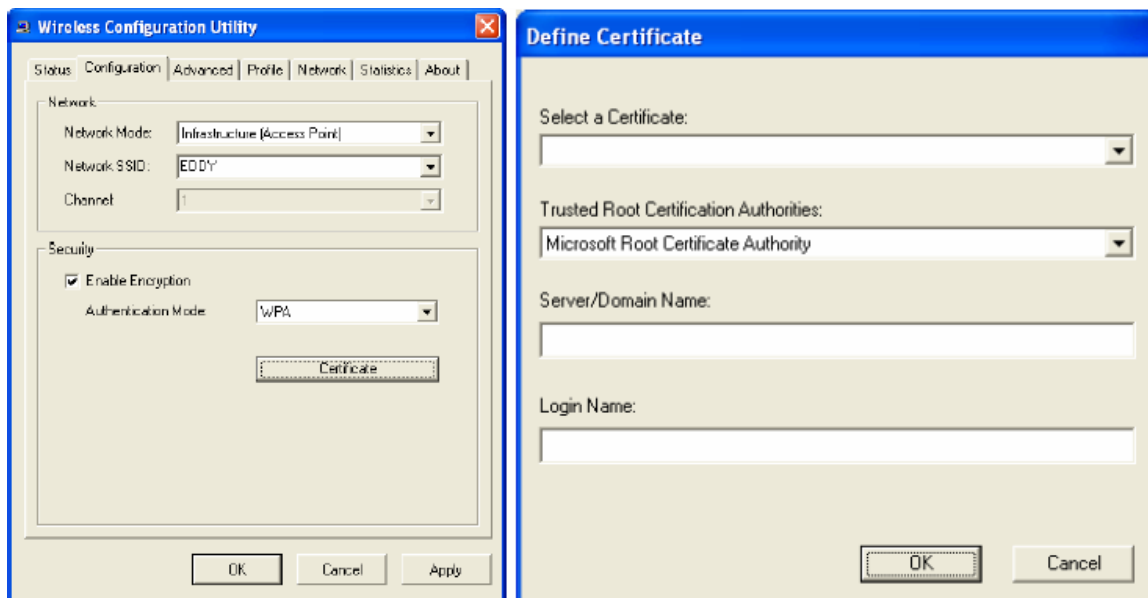 Wireless Configuration Utility
Status Configuration Advanced Profile Network Statistics About
Network
Network Mode: Infrastructure (Access Point)
Network SSID: EDDY
Channel: 1
Security
Enable Encryption
Authentication Mode: WPA
Certificate
OK Cancel Apply
Define Certificate
Select a Certificate:
Trusted Root Certification Authorities:
Microsoft Root Certificate Authority
Server/Domain Name:
Login Name:
OK Cancel